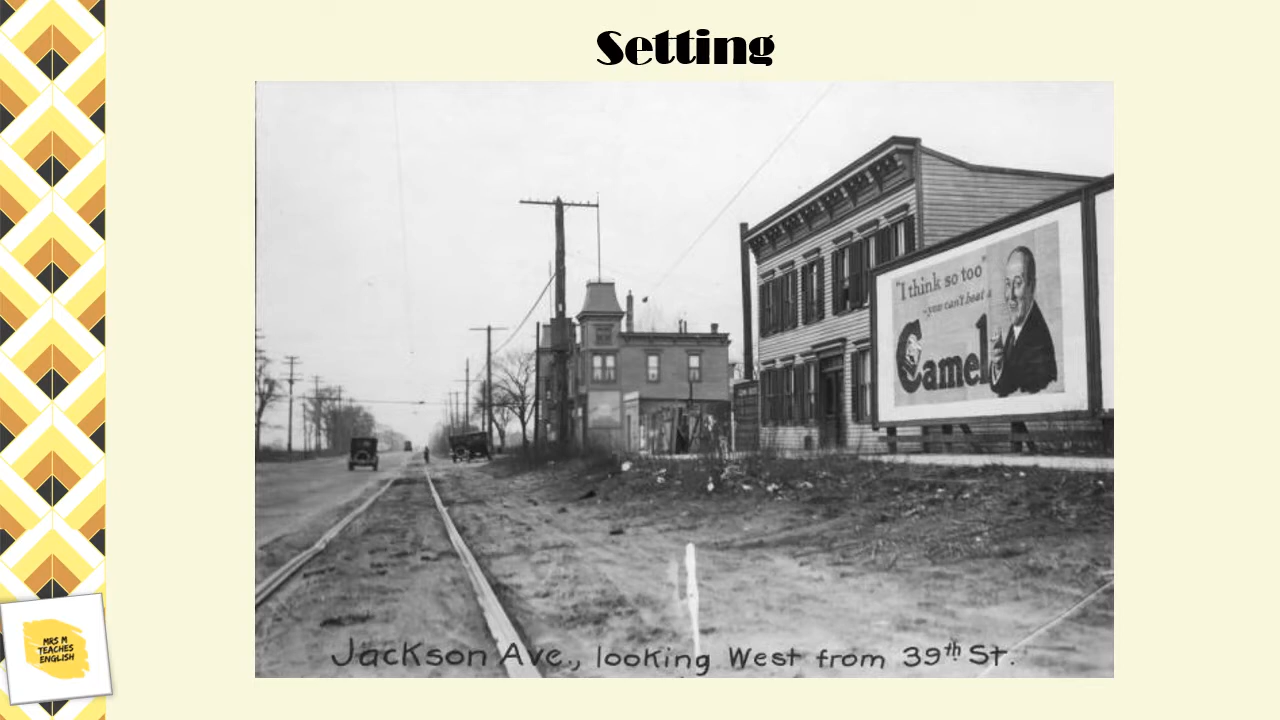 Setting
"I think so too"
- you can't beat a
Camel
Jackson Ave., looking West from 39th St.
MRS M
TEACHES
ENGLISH